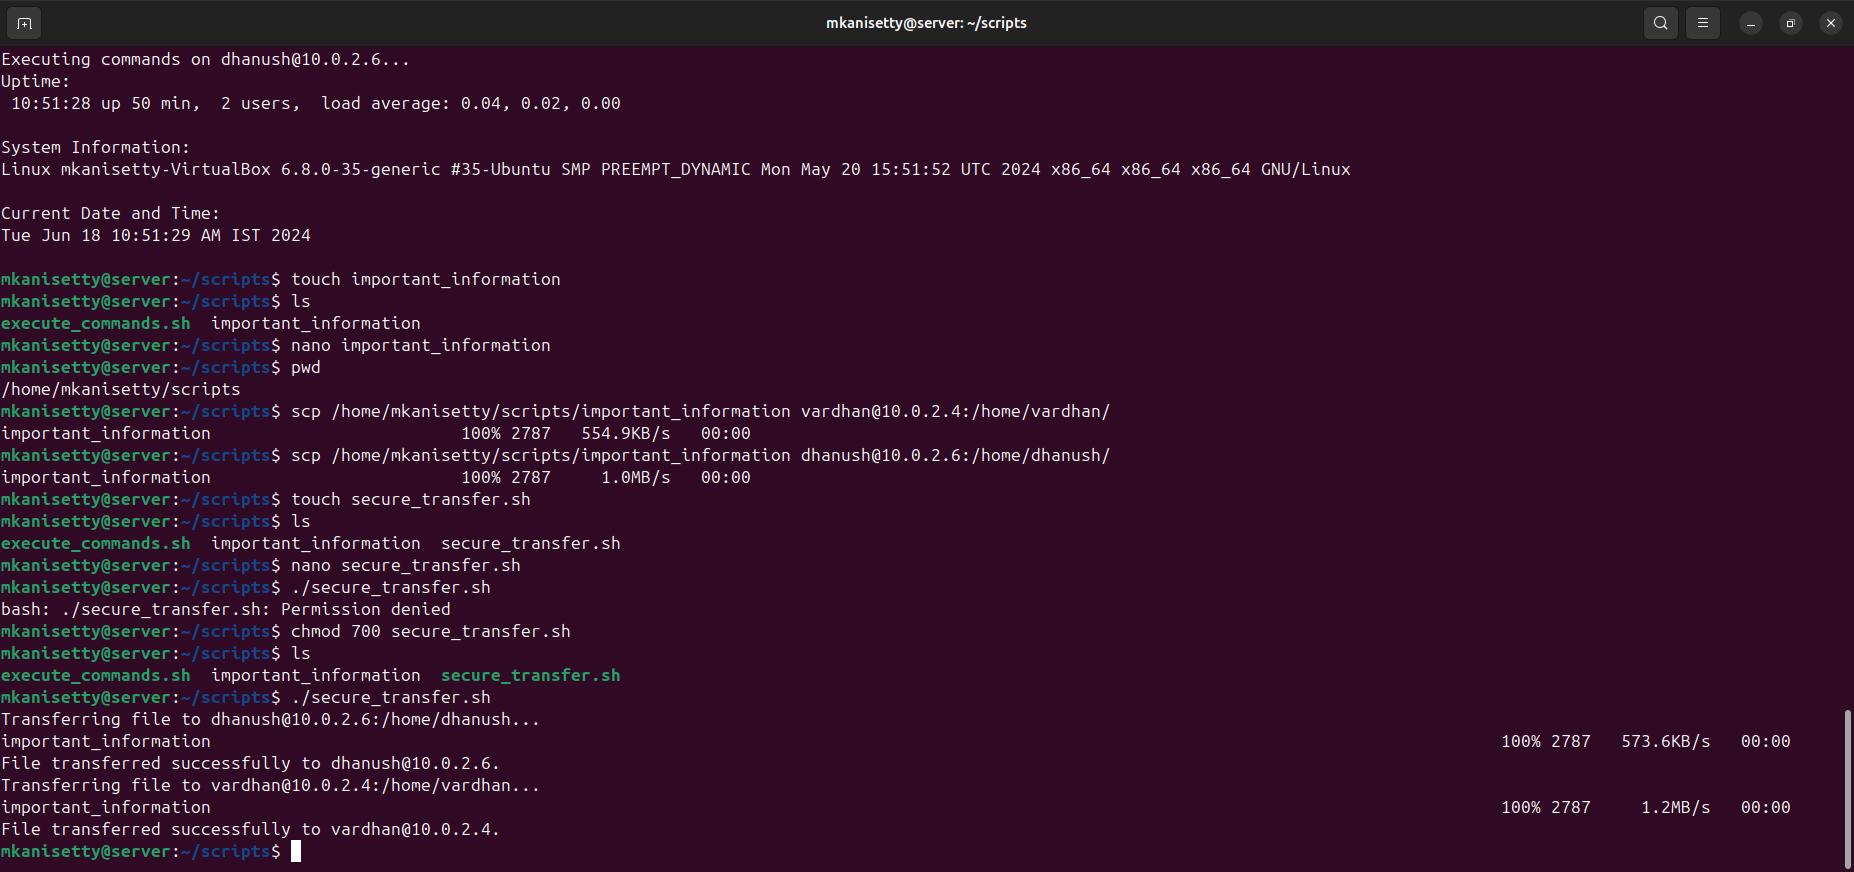 mkanisetty@server: ~/scripts
Executing commands on dhanush@10.0.2.6...
Uptime:
 10:51:28 up 50 min,  2 users,  load average: 0.04, 0.02, 0.00
System Information:
Linux mkanisetty-VirtualBox 6.8.0-35-generic #35-Ubuntu SMP PREEMPT_DYNAMIC Mon May 20 15:51:52 UTC 2024 x86_64 x86_64 x86_64 GNU/Linux
Current Date and Time:
Tue Jun 18 10:51:29 AM IST 2024
mkanisetty@server:~/scripts$ touch important_information
mkanisetty@server:~/scripts$ ls
execute_commands.sh  important_information
mkanisetty@server:~/scripts$ nano important_information
mkanisetty@server:~/scripts$ pwd
/home/mkanisetty/scripts
mkanisetty@server:~/scripts$ scp /home/mkanisetty/scripts/important_information vardhan@10.0.2.4:/home/vardhan/
important_information                         100% 2787   554.9KB/s   00:00
mkanisetty@server:~/scripts$ scp /home/mkanisetty/scripts/important_information dhanush@10.0.2.6:/home/dhanush/
important_information                         100% 2787     1.0MB/s   00:00
mkanisetty@server:~/scripts$ touch secure_transfer.sh
mkanisetty@server:~/scripts$ ls
execute_commands.sh  important_information  secure_transfer.sh
mkanisetty@server:~/scripts$ nano secure_transfer.sh
mkanisetty@server:~/scripts$ ./secure_transfer.sh
bash: ./secure_transfer.sh: Permission denied
mkanisetty@server:~/scripts$ chmod 700 secure_transfer.sh
mkanisetty@server:~/scripts$ ls
execute_commands.sh  important_information  secure_transfer.sh
mkanisetty@server:~/scripts$ ./secure_transfer.sh
Transferring file to dhanush@10.0.2.6:/home/dhanush...
important_information                         100% 2787   573.6KB/s   00:00
File transferred successfully to dhanush@10.0.2.6.
Transferring file to vardhan@10.0.2.4:/home/vardhan...
important_information                         100% 2787     1.2MB/s   00:00
File transferred successfully to vardhan@10.0.2.4.
mkanisetty@server:~/scripts$